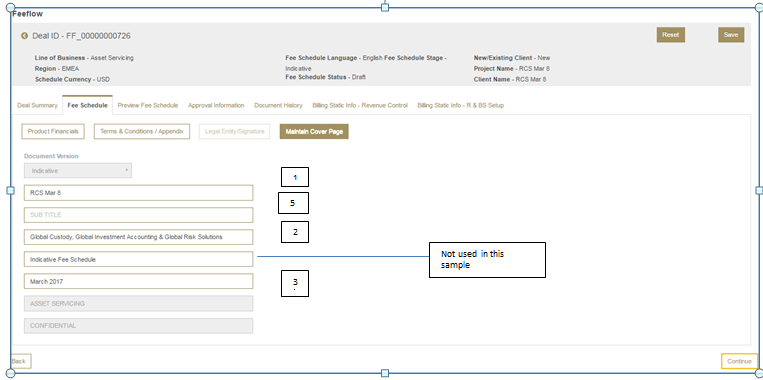 Feeflow
Deal ID - FF_00000000726
Reset
Save
Line of Business - Asset Servicing
Region - EMEA
Schedule Currency - USD
Fee Schedule Language - English Fee Schedule Stage -
Indicative
Fee Schedule Status - Draft
New/Existing Client - New
Project Name - RCS Mar 8
Client Name - RCS Mar 8
Deal Summary
Fee Schedule
Preview Fee Schedule
Approval Information
Document History
Billing Static Info - Revenue Control
Billing Static Info - R & BS Setup
Product Financials
Terms & Conditions / Appendix
Legal Entity/Signature
Maintain Cover Page
Document Version
Indicative
1
RCS Mar 8
5
SUB TITLE
2
Global Custody, Global Investment Accounting & Global Risk Solutions
Indicative Fee Schedule
Not used in this
sample
March 2017
3
.
ASSET SERVICING
CONFIDENTIAL
Back
Continue